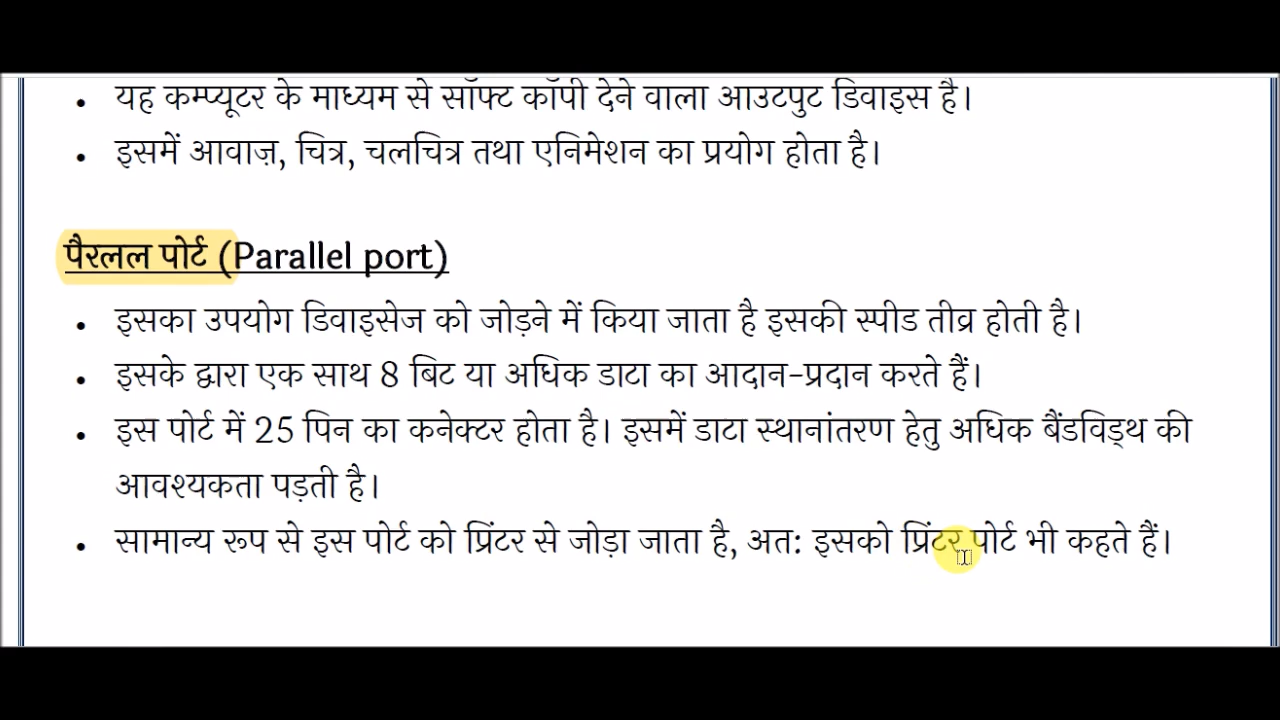 • यह कम्प्यूटर के माध्यम से सॉफ्ट कॉपी देने वाला आउटपुट डिवाइस है।
• इसमें आवाज़, चित्र, चलचित्र तथा एनिमेशन का प्रयोग होता है।
पैरलल पोर्ट (Parallel port)
• इसका उपयोग डिवाइसेज को जोड़ने में किया जाता है इसकी स्पीड तीव्र होती है।
• इसके द्वारा एक साथ 8 बिट या अधिक डाटा का आदान-प्रदान करते हैं।
• इस पोर्ट में 25 पिन का कनेक्टर होता है। इसमें डाटा स्थानांतरण हेतु अधिक बैंडविड्थ की
आवश्यकता पड़ती है।
• सामान्य रूप से इस पोर्ट को प्रिंटर से जोड़ा जाता है, अत: इसको प्रिंटर पोर्ट भी कहते हैं।